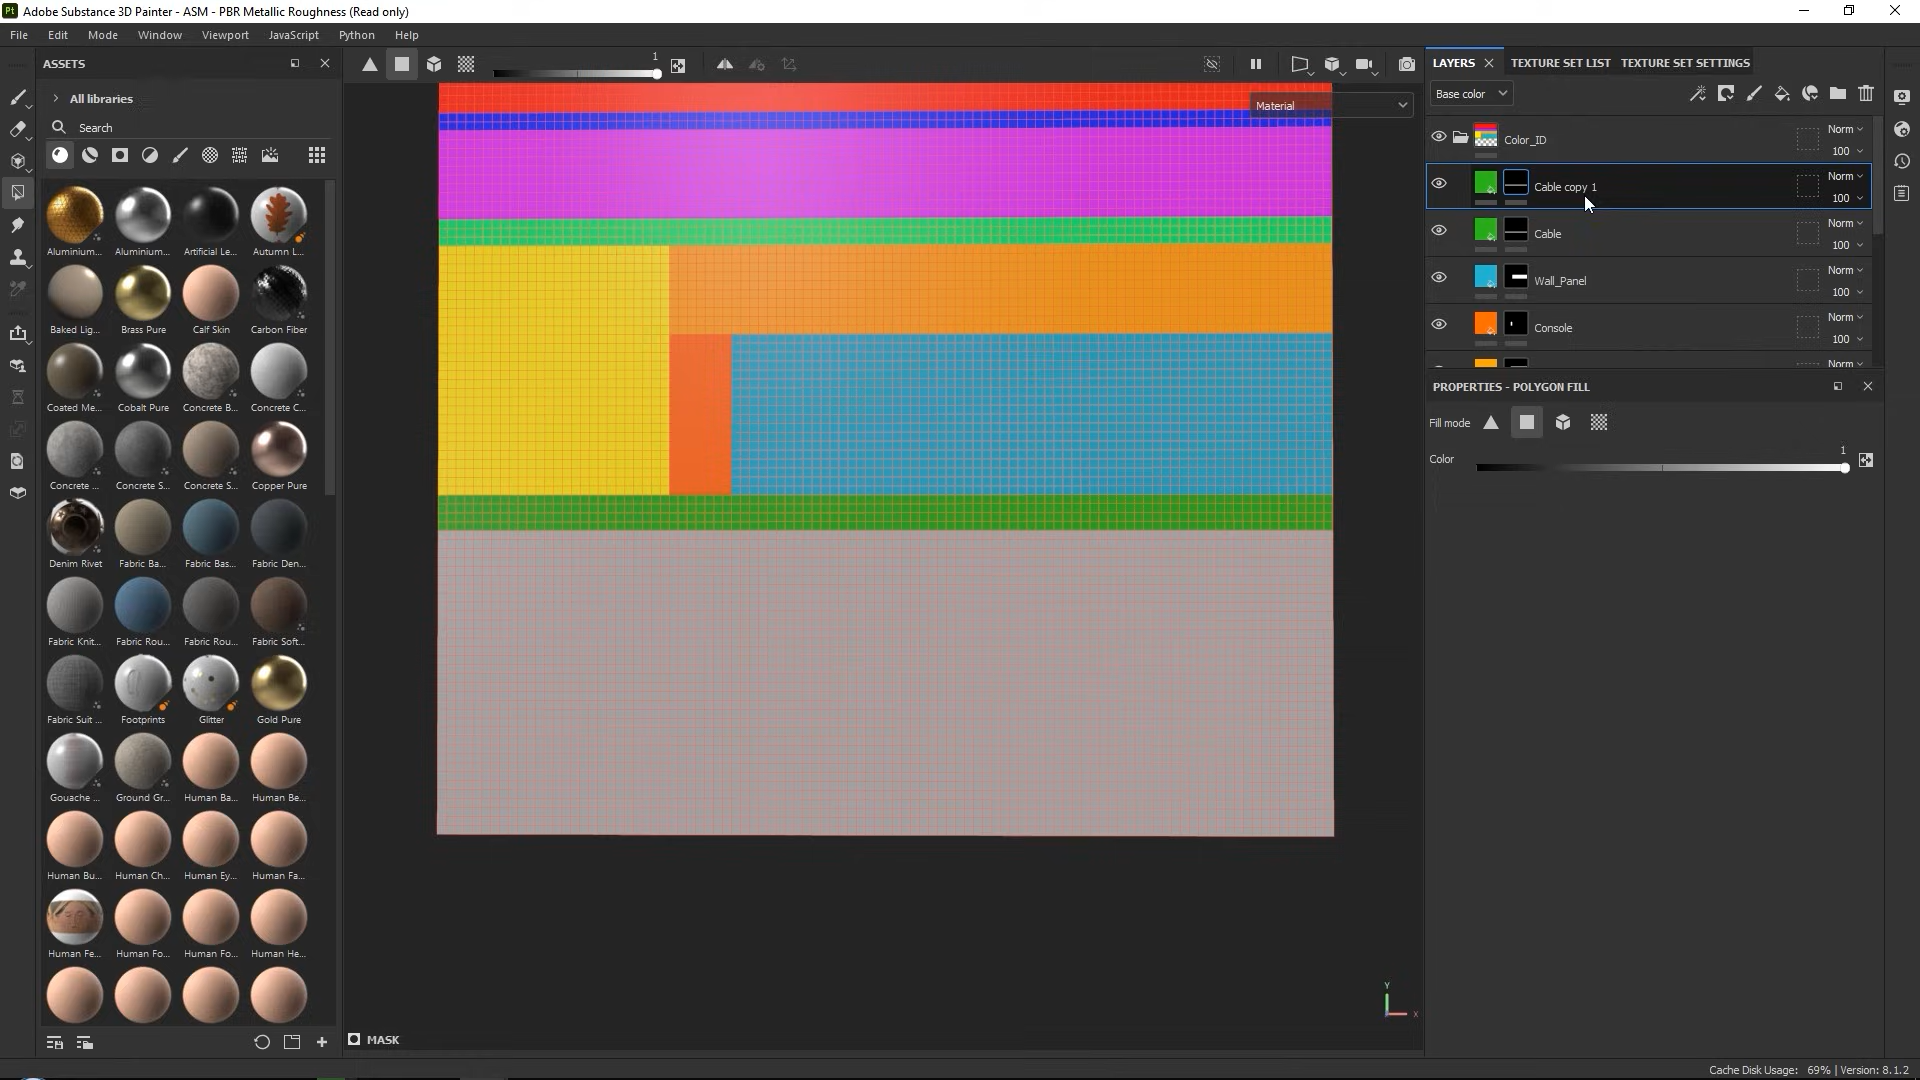 Pt Adobe Substance 3D Painter - ASM - PBR Metallic Roughness (Read only)
File Edit Mode Window Viewport JavaScript Python Help
ASSETS
All libraries
Search
Aluminium... Aluminium... Artificial Le... Autumn L...
Baked Lig... Brass Pure Calf Skin Carbon Fiber
Coated Me... Cobalt Pure Concrete B... Concrete C...
Concrete ... Concrete S... Concrete S... Copper Pure
Denim Rivet Fabric Ba... Fabric Bas... Fabric Den...
Fabric Knit... Fabric Rou... Fabric Rou... Fabric Soft...
Fabric Suit ... Footprints Glitter Gold Pure
Gouache ... Ground Gr... Human Ba... Human Be...
Human Bu... Human Ch... Human Ey... Human Fa...
Human Fe... Human Fo... Human Fo... Human He...
1
Material
Y
X
MASK
LAYERS TEXTURE SET LIST TEXTURE SET SETTINGS
Base color
Color_ID Norm
100
Cable copy 1 Norm
100
Cable Norm
100
Wall_Panel Norm
100
Console Norm
100
Norm
PROPERTIES - POLYGON FILL
Fill mode
Color 1
Cache Disk Usage: 69% | Version: 8.1.2